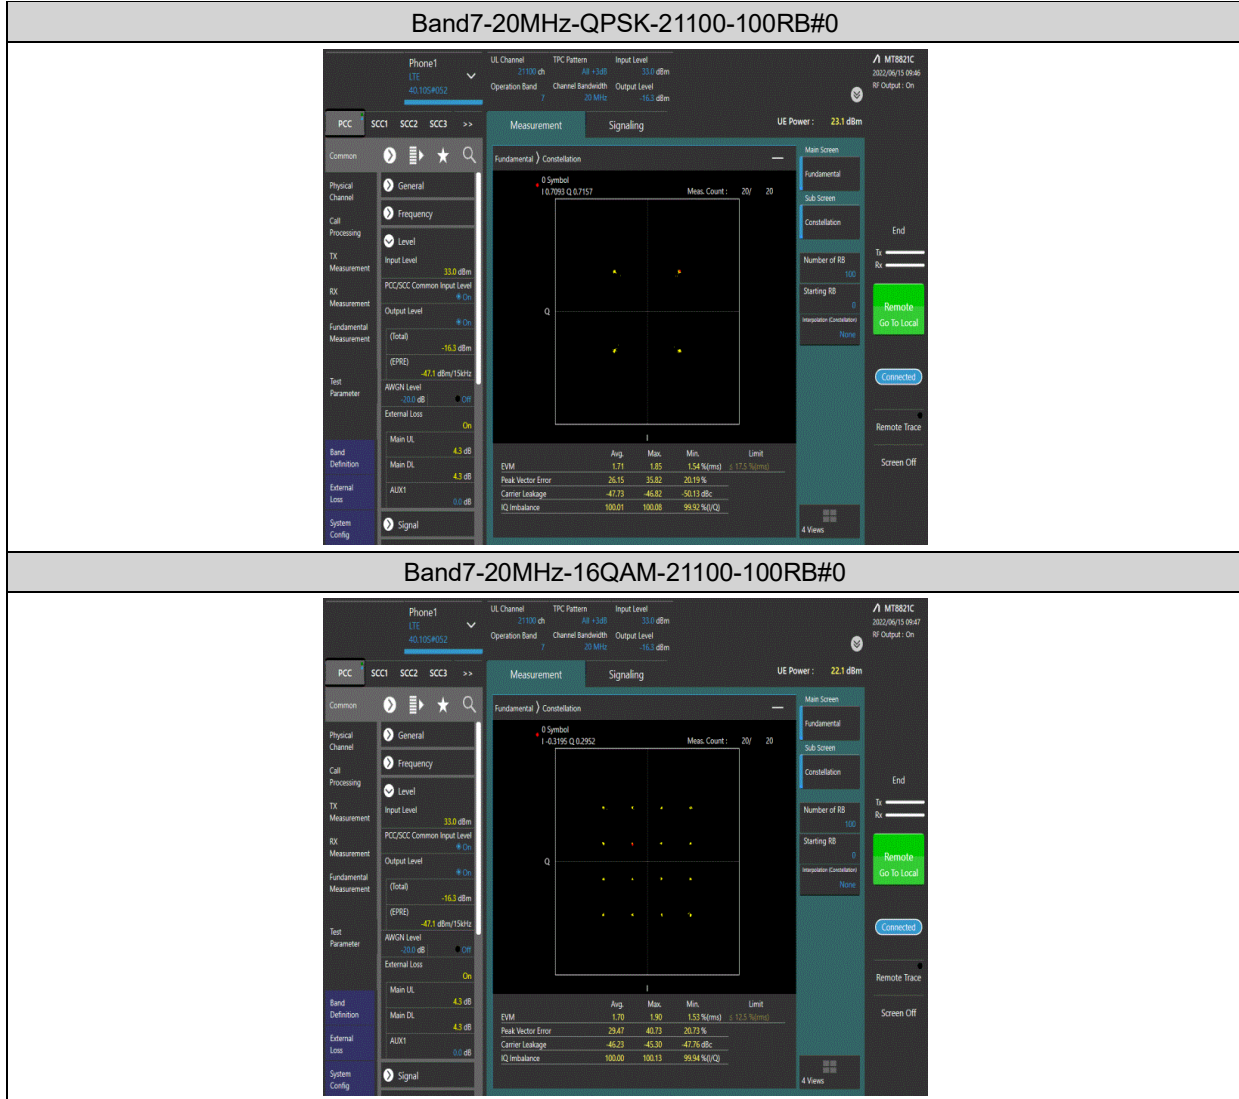 Band7-20MHz-QPSK-21100-100RB#0
Phone1
LTE
40.105#052
UL Channel TPC Pattern Input Level
21100 ch All +3dB 33.0 dBm
Operation Band Channel Bandwidth Output Level
7 20 MHz -16.3 dBm
MT8821C
2022/06/15 09:46
RF Output : On
PCC SCC1 SCC2 SCC3 >>
Measurement Signaling
UE Power : 23.1 dBm
Common
Physical
Channel
Call
Processing
TX
Measurement
RX
Measurement
Fundamental
Measurement
Test
Parameter
Band
Definition
External
Loss
System
Config
General
Frequency
Level
Input Level
33.0 dBm
PCC/SCC Common Input Level
On
Output Level
On
(Total)
-16.3 dBm
(EPRE)
-47.1 dBm/15kHz
AWGN Level
-20.0 dB Off
External Loss
On
Main UL
4.3 dB
Main DL
4.3 dB
AUX1
0.0 dB
Signal
Fundamental Constellation
0 Symbol
I 0.7093 Q 0.7157 Meas. Count : 20/ 20
Q
I
Avg. Max. Min. Limit
EVM 1.71 1.85 1.54 %(rms) ≤ 17.5 %(rms)
Peak Vector Error 26.15 35.82 20.19 %
Carrier Leakage -47.73 -46.82 -50.13 dBc
IQ Imbalance 100.01 100.08 99.92 %(I/Q)
Main Screen
Fundamental
Sub Screen
Constellation
Number of RB
100
Starting RB
0
Interpolation (Constellation)
None
4 Views
End
Tx
Rx
Remote
Go To Local
Connected
Remote Trace
Screen Off
Band7-20MHz-16QAM-21100-100RB#0
Phone1
LTE
40.105#052
UL Channel TPC Pattern Input Level
21100 ch All +3dB 33.0 dBm
Operation Band Channel Bandwidth Output Level
7 20 MHz -16.3 dBm
MT8821C
2022/06/15 09:47
RF Output : On
PCC SCC1 SCC2 SCC3 >>
Measurement Signaling
UE Power : 22.1 dBm
Common
Physical
Channel
Call
Processing
TX
Measurement
RX
Measurement
Fundamental
Measurement
Test
Parameter
Band
Definition
External
Loss
System
Config
General
Frequency
Level
Input Level
33.0 dBm
PCC/SCC Common Input Level
On
Output Level
On
(Total)
-16.3 dBm
(EPRE)
-47.1 dBm/15kHz
AWGN Level
-20.0 dB Off
External Loss
On
Main UL
4.3 dB
Main DL
4.3 dB
AUX1
0.0 dB
Signal
Fundamental Constellation
0 Symbol
I -0.3195 Q 0.2952 Meas. Count : 20/ 20
Q
I
Avg. Max. Min. Limit
EVM 1.70 1.90 1.53 %(rms) ≤ 12.5 %(rms)
Peak Vector Error 29.47 40.73 20.73 %
Carrier Leakage -46.23 -45.30 -47.76 dBc
IQ Imbalance 100.00 100.13 99.94 %(I/Q)
Main Screen
Fundamental
Sub Screen
Constellation
Number of RB
100
Starting RB
0
Interpolation (Constellation)
None
4 Views
End
Tx
Rx
Remote
Go To Local
Connected
Remote Trace
Screen Off